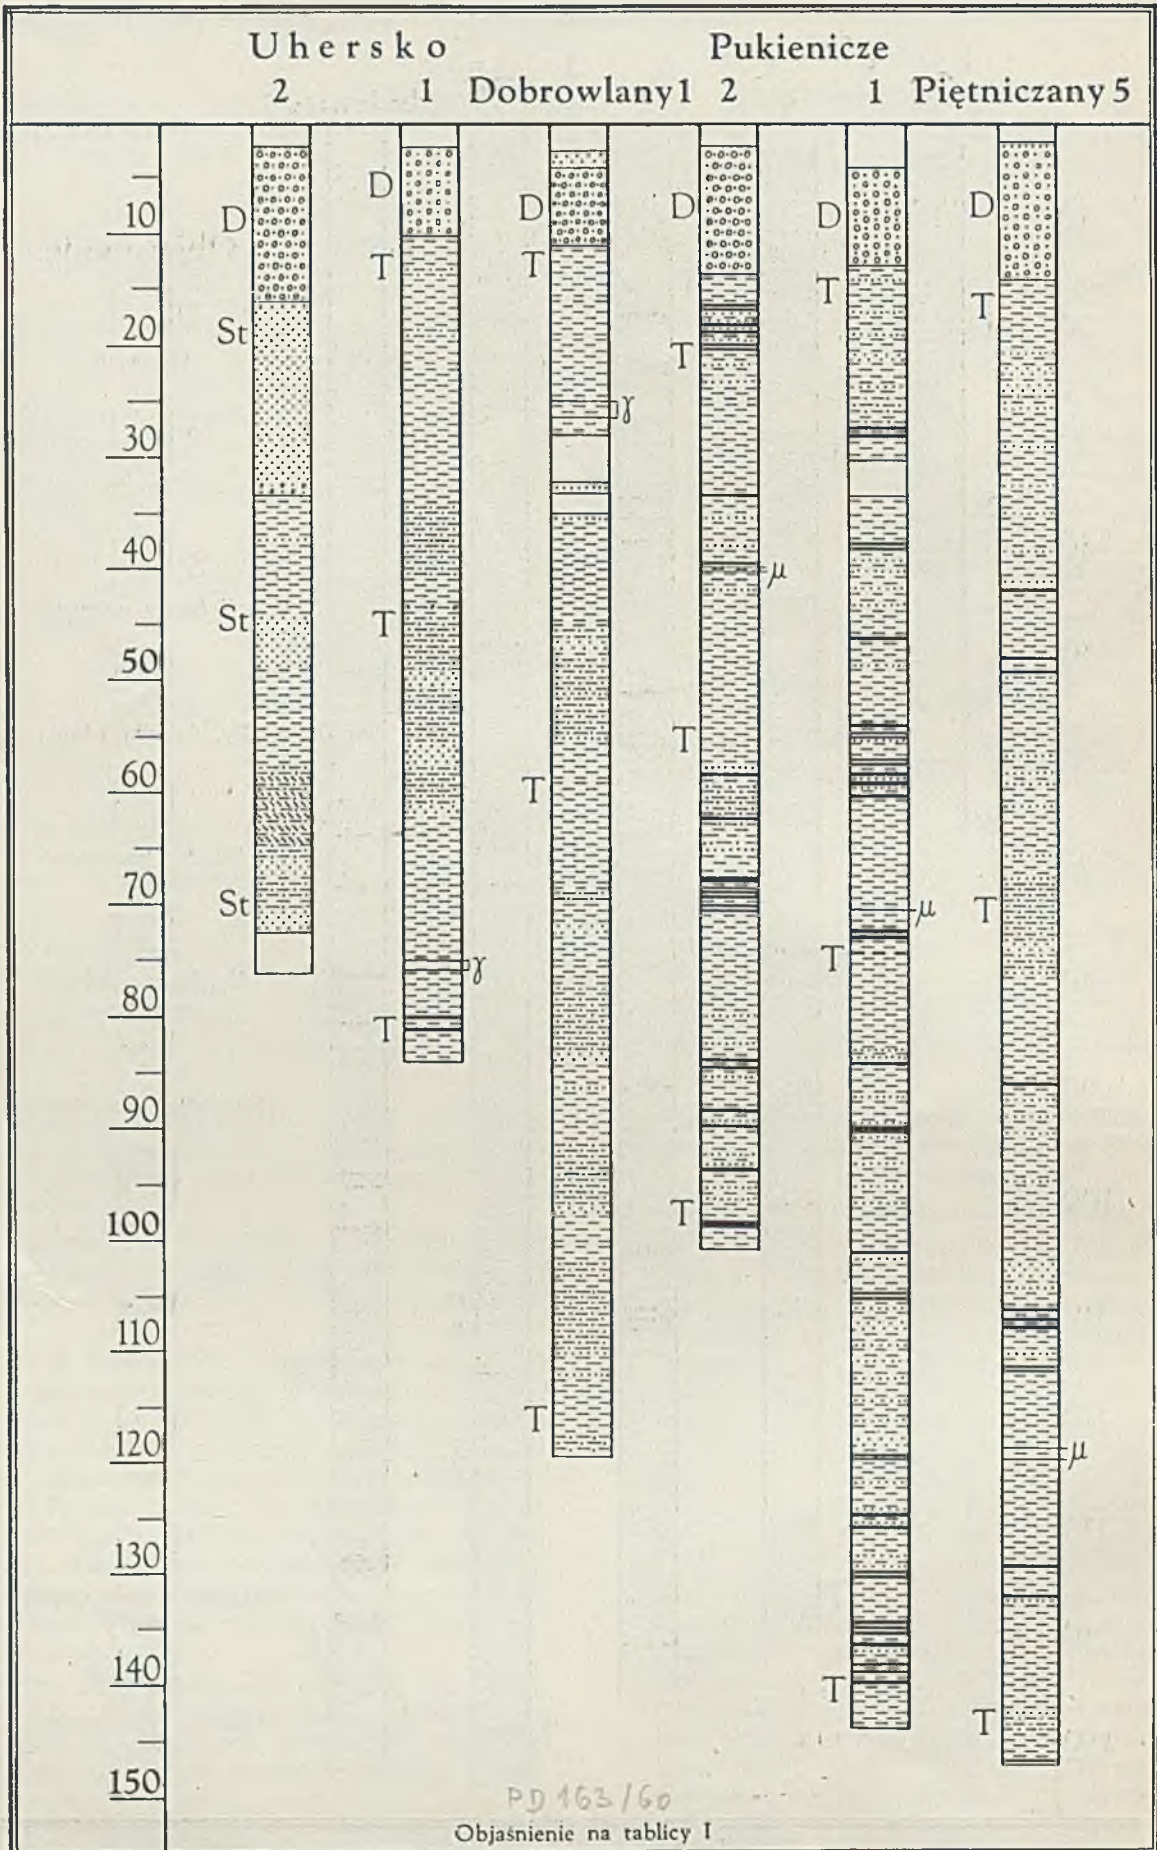 Uhersko Pukienicze
2 1 Dobrowlany 1 2 1 Piętniczany 5
D
D
D
D
D
D
10
T
T
T
T
St
20
T
γ
30
40
μ
St
T
50
T
60
T
70
St
μ
T
T
γ
80
T
90
100
T
110
120
T
μ
130
140
T
T
150
PD 163/60
Objaśnienie na tablicy I